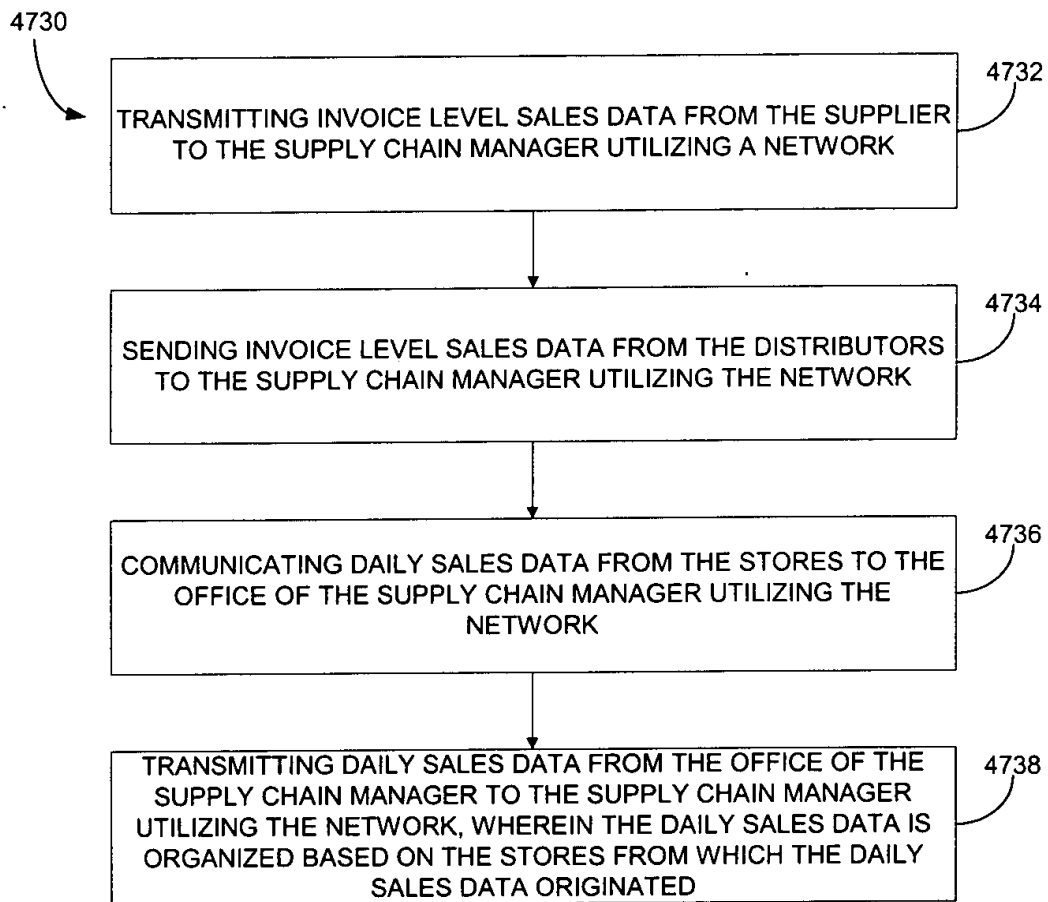 4730
4732
TRANSMITTING INVOICE LEVEL SALES DATA FROM THE SUPPLIER
TO THE SUPPLY CHAIN MANAGER UTILIZING A NETWORK
4734
SENDING INVOICE LEVEL SALES DATA FROM THE DISTRIBUTORS
TO THE SUPPLY CHAIN MANAGER UTILIZING THE NETWORK
4736
COMMUNICATING DAILY SALES DATA FROM THE STORES TO THE
OFFICE OF THE SUPPLY CHAIN MANAGER UTILIZING THE
NETWORK
4738
TRANSMITTING DAILY SALES DATA FROM THE OFFICE OF THE
SUPPLY CHAIN MANAGER TO THE SUPPLY CHAIN MANAGER
UTILIZING THE NETWORK, WHEREIN THE DAILY SALES DATA IS
ORGANIZED BASED ON THE STORES FROM WHICH THE DAILY
SALES DATA ORIGINATED